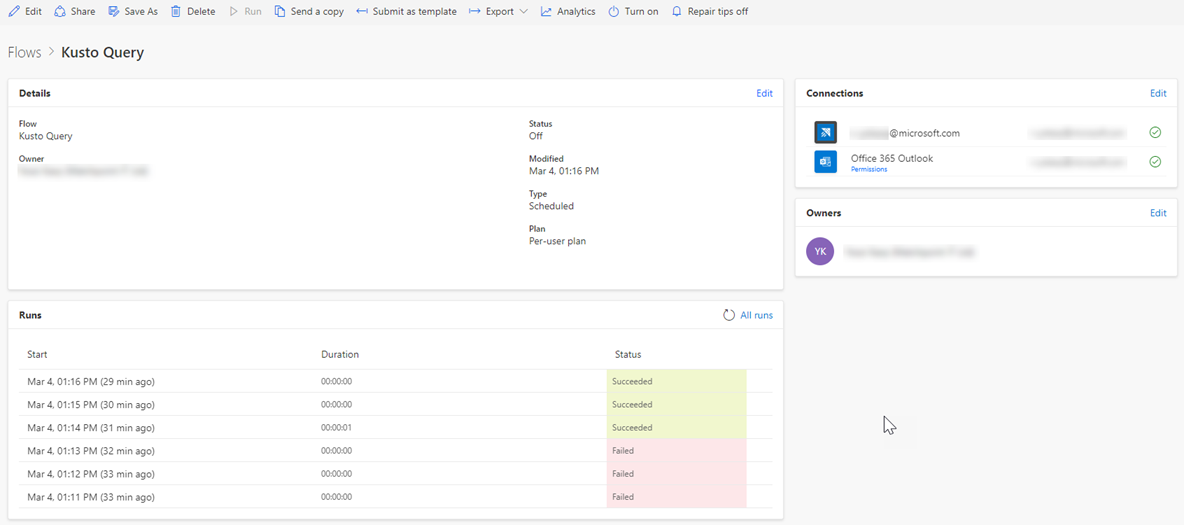 Edit Share Save As Delete Run Send a copy Submit as template Export Analytics Turn on Repair tips off
Flows > Kusto Query
Details Edit
Flow
Kusto Query
Owner
Status
Off
Modified
Mar 4, 01:16 PM
Type
Scheduled
Plan
Per-user plan
Connections Edit
@microsoft.com
Office 365 Outlook
Permissions
Owners Edit
YK
Runs All runs
Start Duration Status
Mar 4, 01:16 PM (29 min ago) 00:00:00 Succeeded
Mar 4, 01:15 PM (30 min ago) 00:00:00 Succeeded
Mar 4, 01:14 PM (31 min ago) 00:00:01 Succeeded
Mar 4, 01:13 PM (32 min ago) 00:00:00 Failed
Mar 4, 01:12 PM (33 min ago) 00:00:00 Failed
Mar 4, 01:11 PM (33 min ago) 00:00:00 Failed